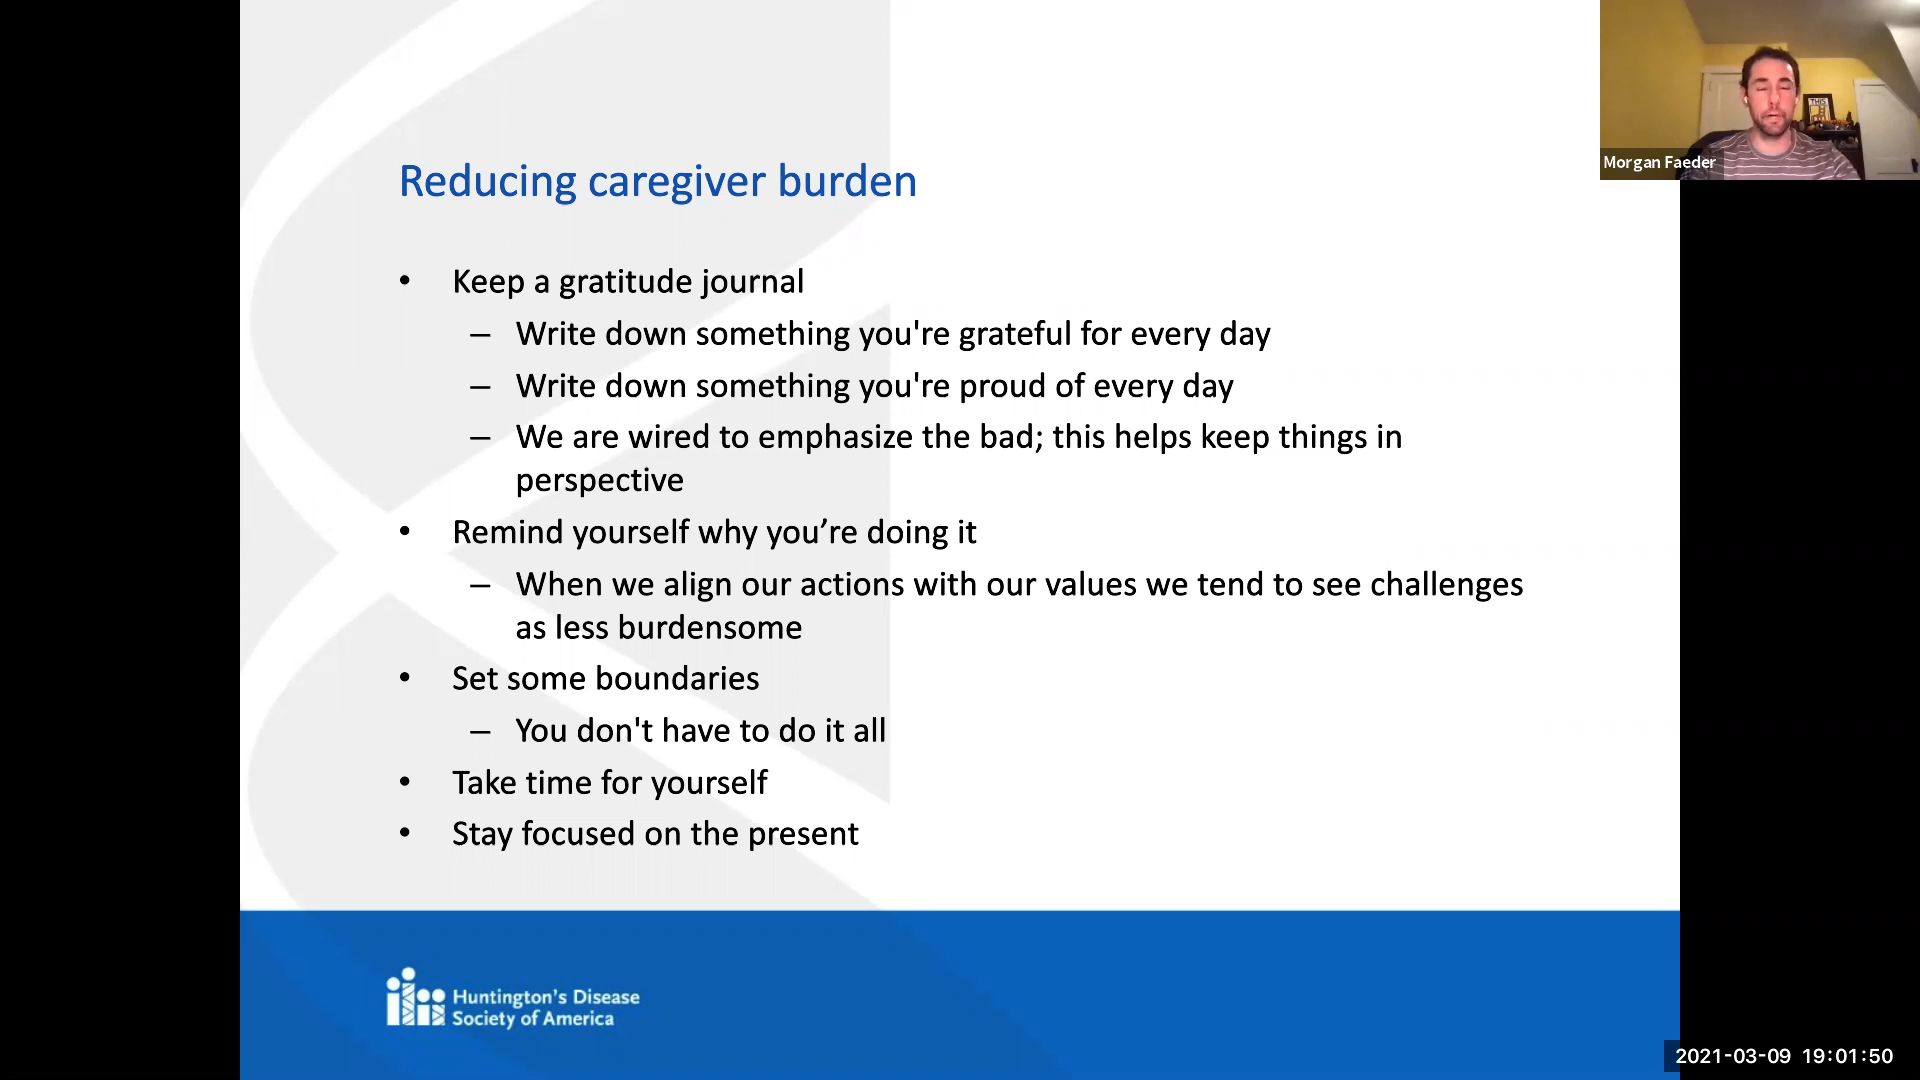 Reducing caregiver burden
• Keep a gratitude journal
– Write down something you're grateful for every day
– Write down something you're proud of every day
– We are wired to emphasize the bad; this helps keep things in
perspective
• Remind yourself why you’re doing it
– When we align our actions with our values we tend to see challenges
as less burdensome
• Set some boundaries
– You don't have to do it all
• Take time for yourself
• Stay focused on the present
Huntington's Disease
Society of America
THIS
Morgan Faeder
2021-03-09 19:01:50